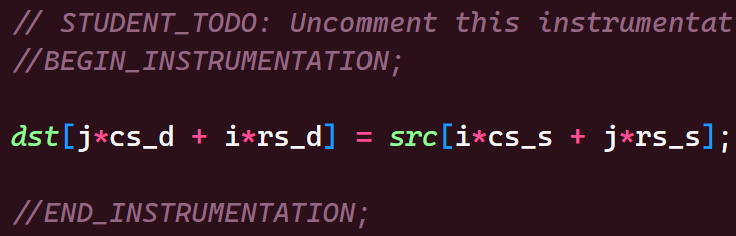 // STUDENT_TODO: Uncomment this instrumentat
//BEGIN_INSTRUMENTATION;
dst[j*cs_d + i*rs_d] = src[i*cs_s + j*rs_s];
//END_INSTRUMENTATION;